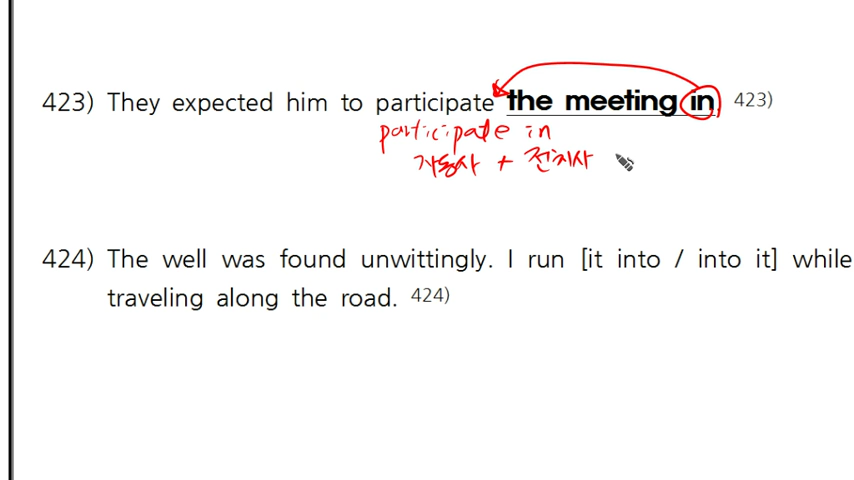 423) They expected him to participate the meeting in. 423)
participate in
자동사 + 전치사
424) The well was found unwittingly. I run [it into / into it] while
traveling along the road. 424)